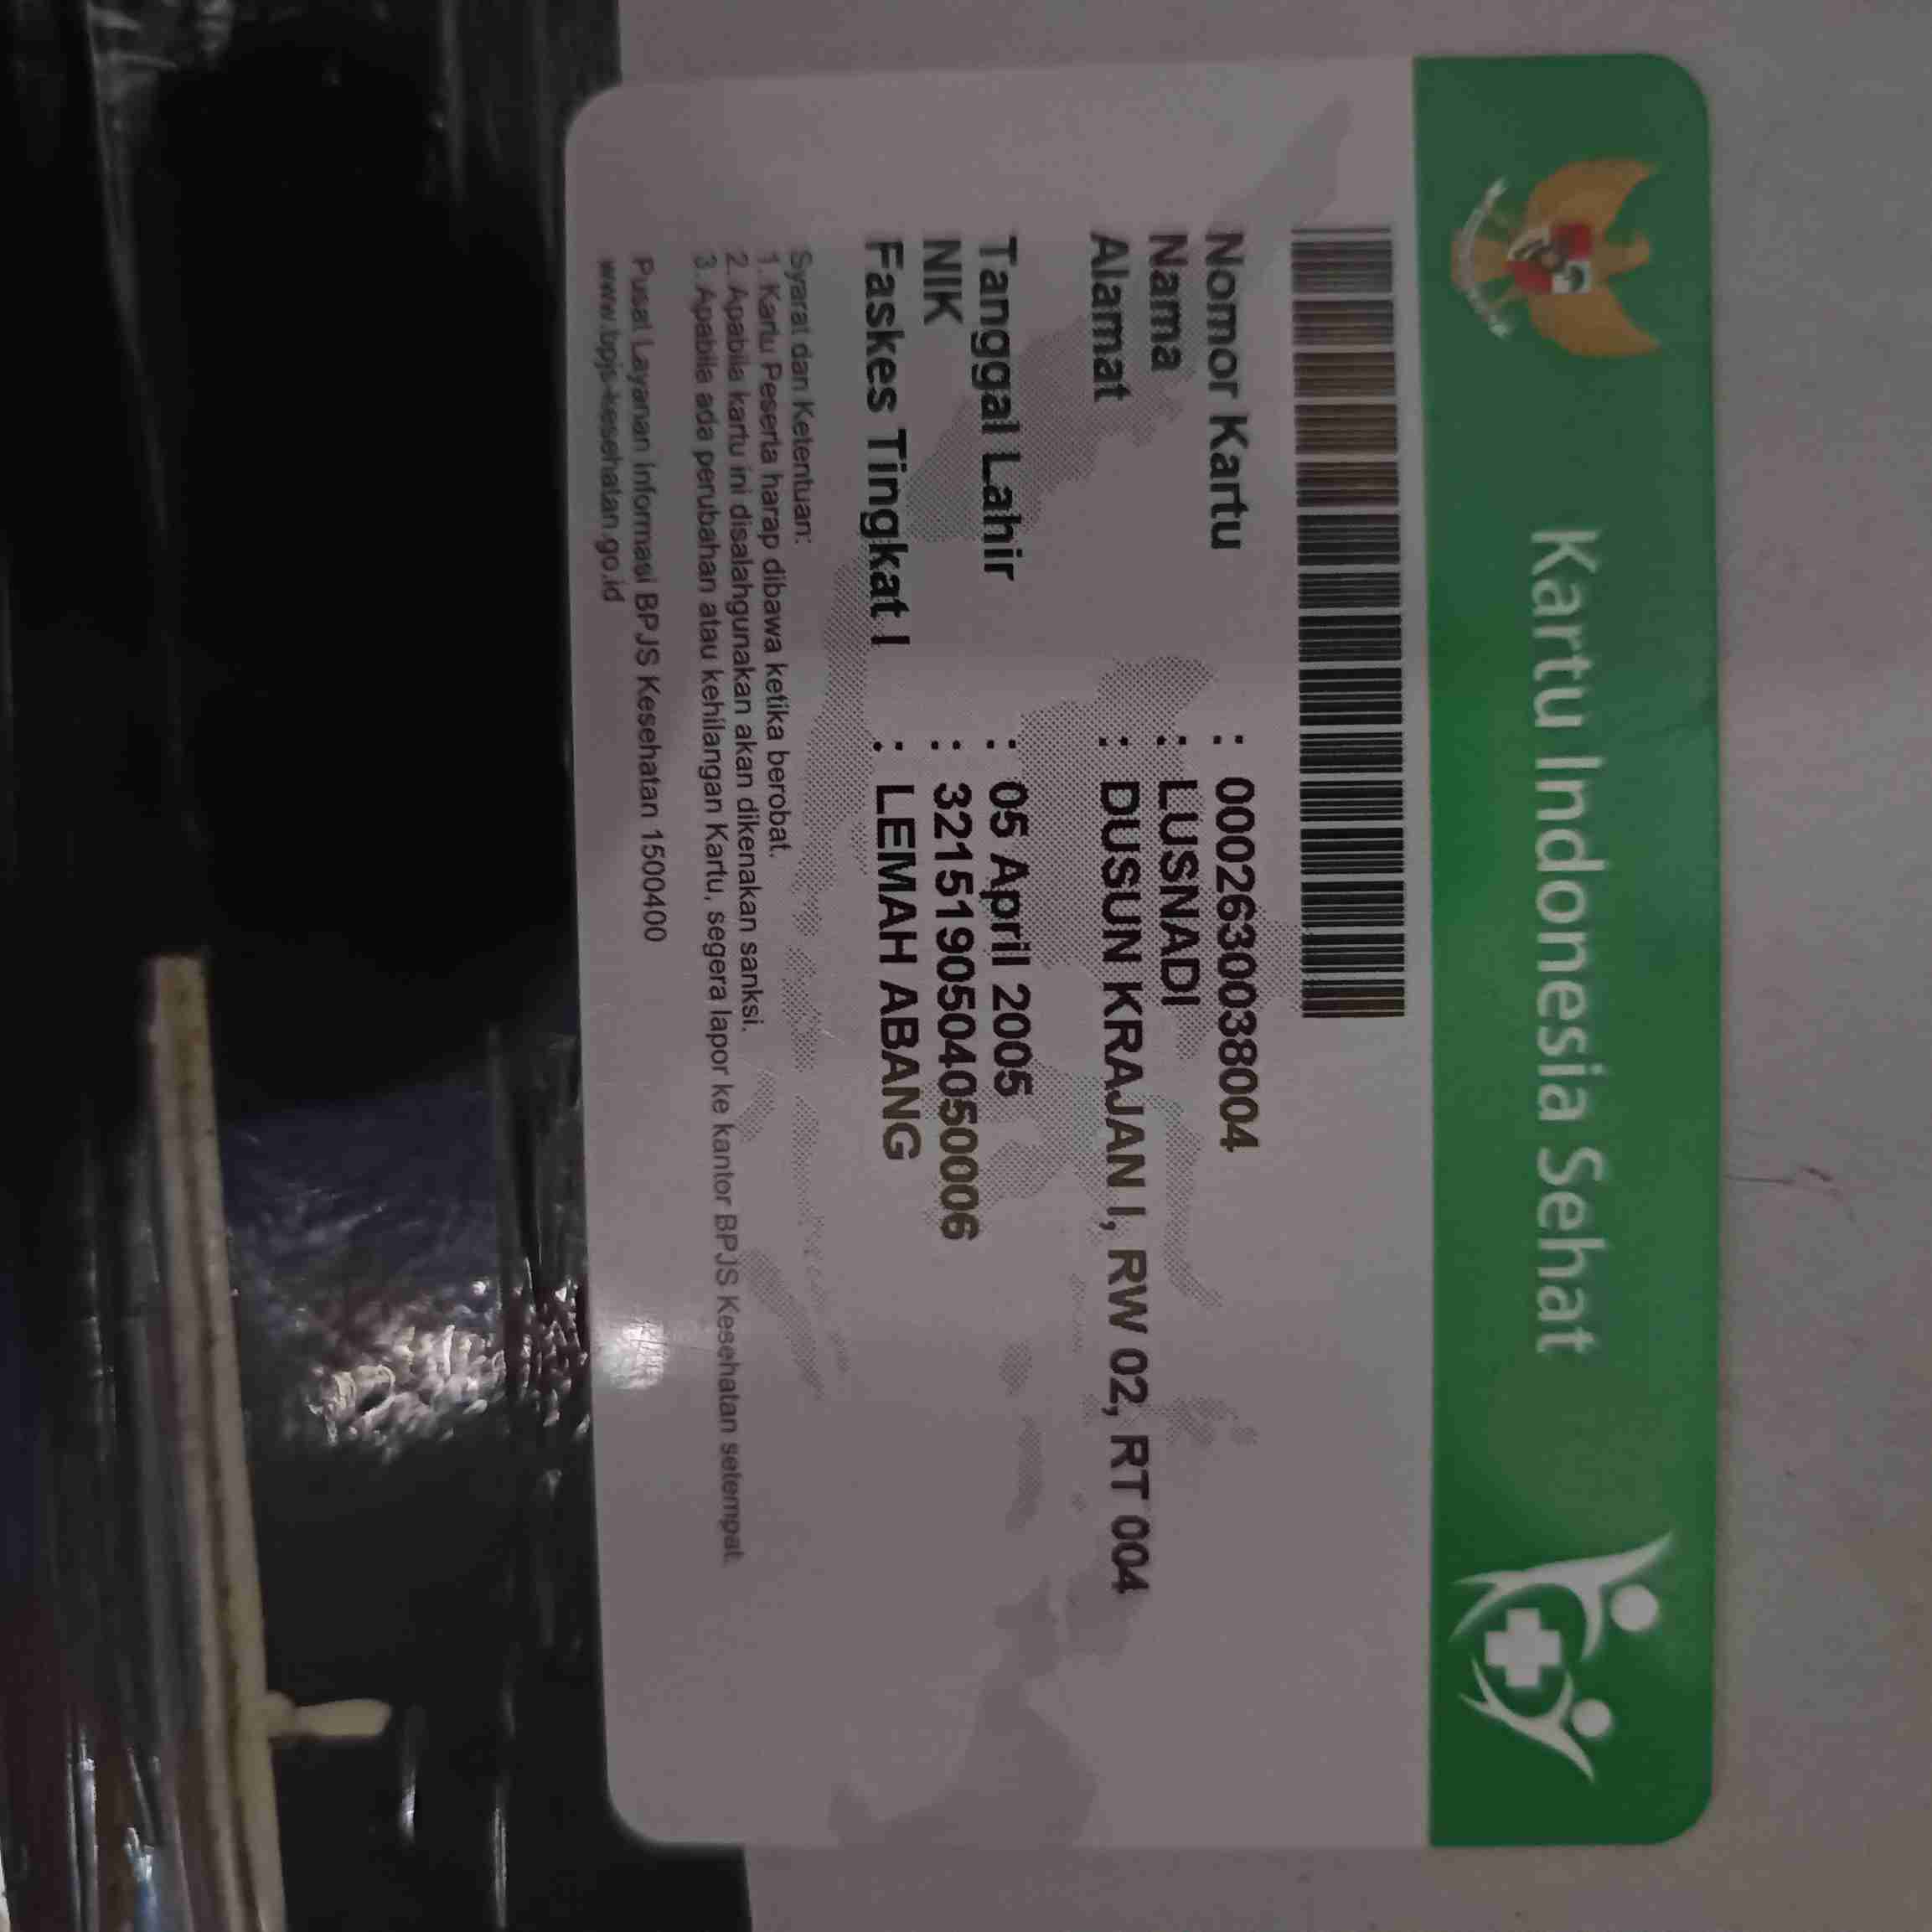 Kartu Indonesia Sehat
Nomor Kartu : 0002630038004
Nama : LUSNADI
Alamat : DUSUN KRAJAN I, RW 02, RT 004
Tanggal Lahir : 05 April 2005
NIK : 3215190504050006
Faskes Tingkat I : LEMAH ABANG
Syarat dan Ketentuan:
1. Kartu Peserta harap dibawa ketika berobat.
2. Apabila kartu ini disalahgunakan akan dikenakan sanksi.
3. Apabila ada perubahan atau kehilangan Kartu, segera lapor ke kantor BPJS Kesehatan setempat.
Pusat Layanan Informasi BPJS Kesehatan 1500400
www.bpjs-kesehatan.go.id